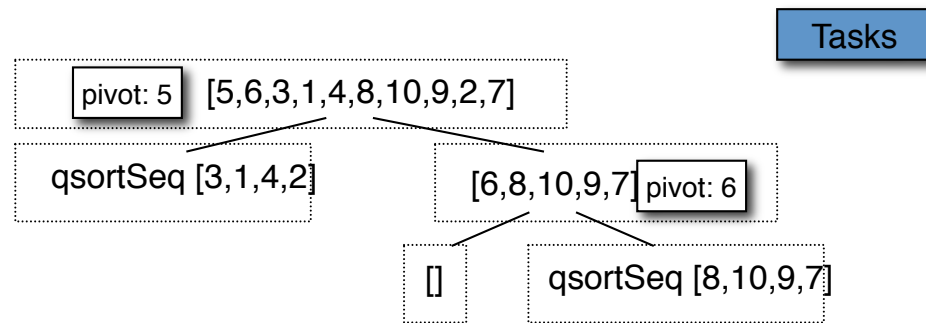 Tasks
pivot: 5 [5,6,3,1,4,8,10,9,2,7]
qsortSeq [3,1,4,2]
[6,8,10,9,7] pivot: 6
[]
qsortSeq [8,10,9,7]